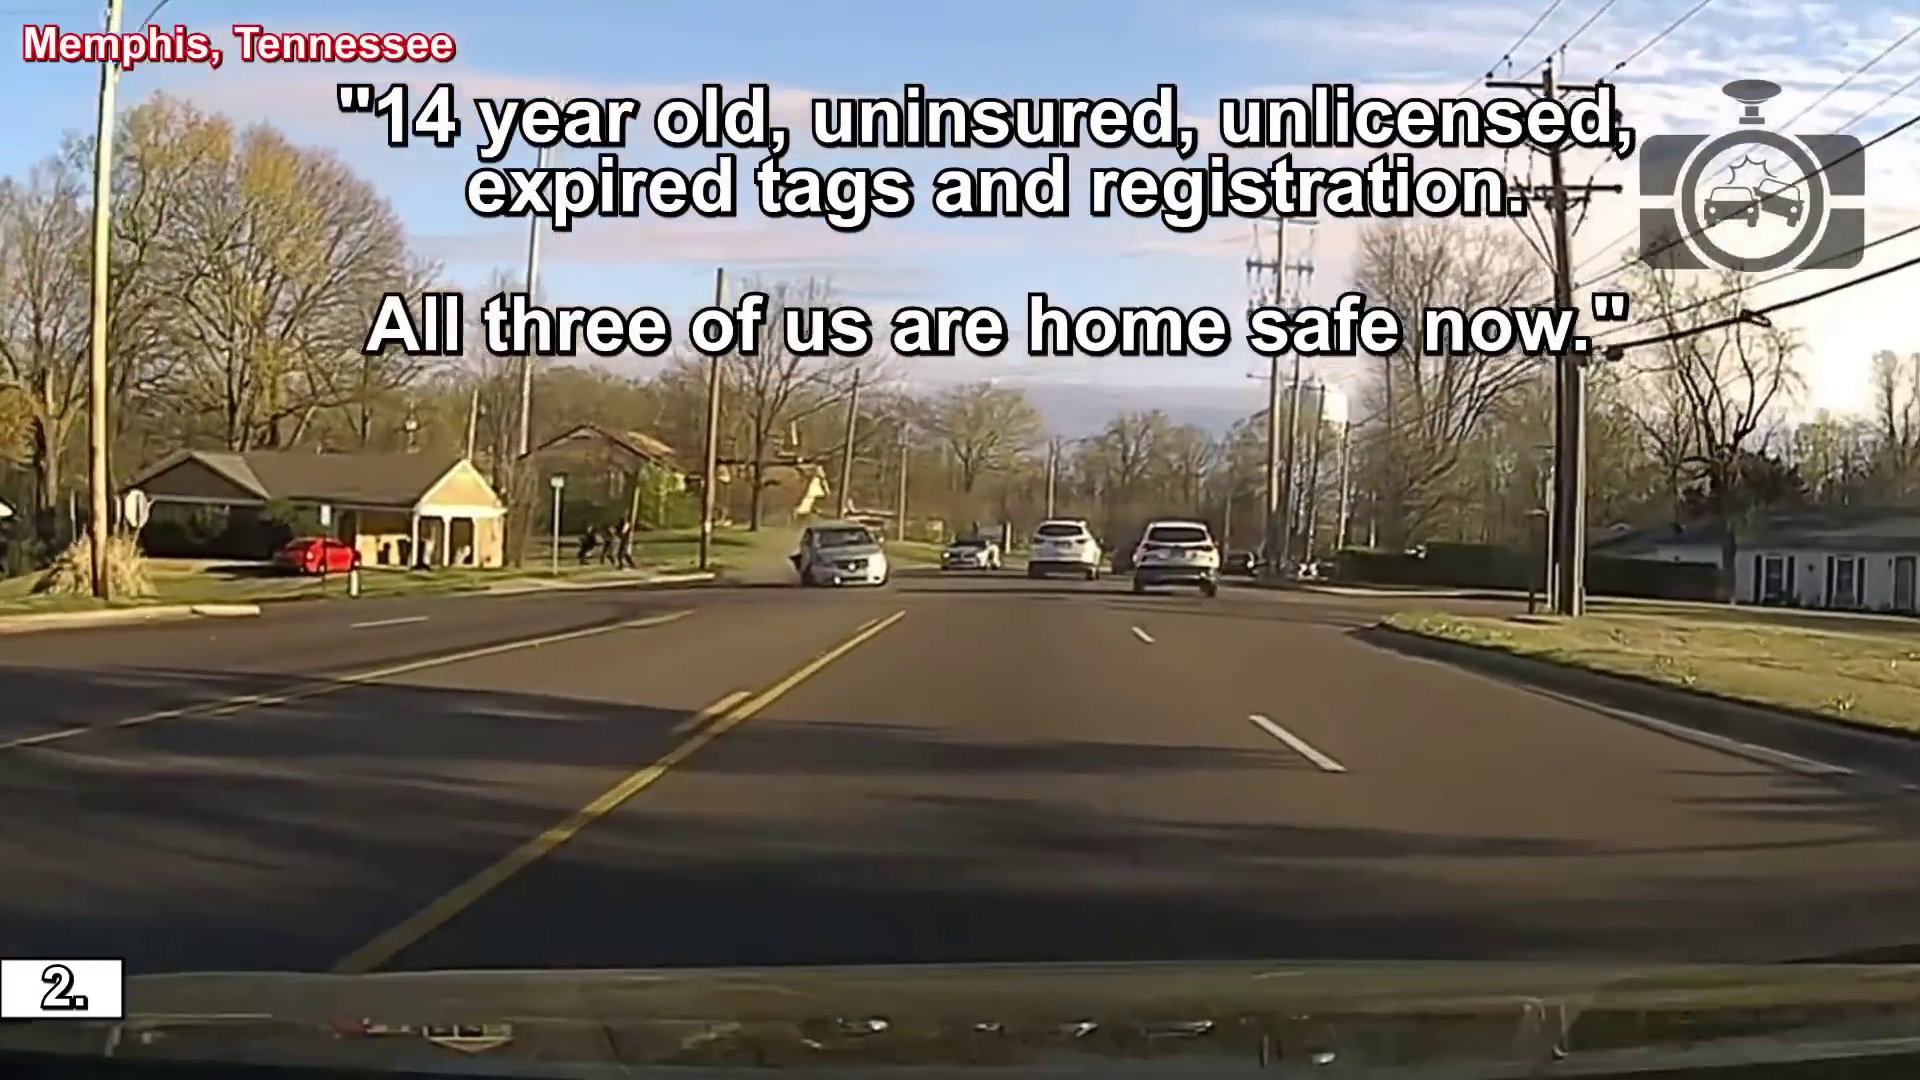 Memphis, Tennessee
"14 year old, uninsured, unlicensed,
expired tags and registration.
All three of us are home safe now."
2.